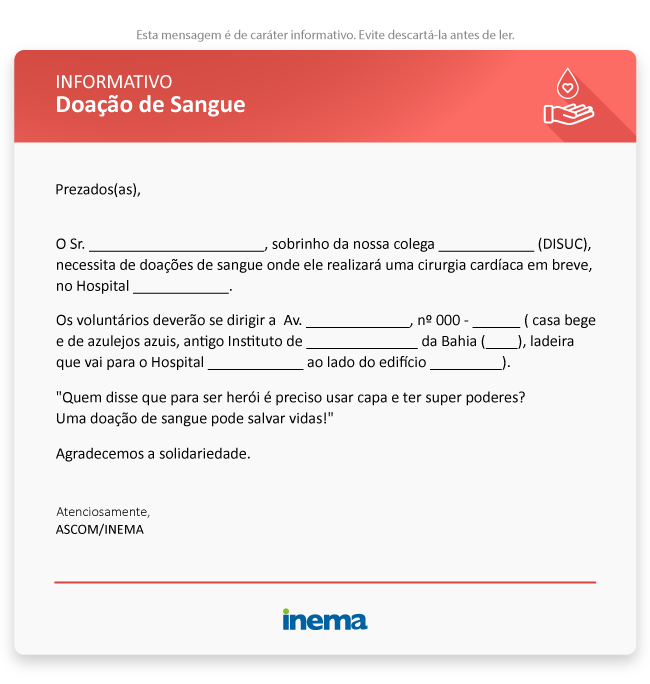 Esta mensagem é de caráter informativo. Evite descartá-la antes de ler.
INFORMATIVO
Doação de Sangue
Prezados(as),
O Sr. ______________________, sobrinho da nossa colega ____________ (DISUC),
necessita de doações de sangue onde ele realizará uma cirurgia cardíaca em breve,
no Hospital ____________.
Os voluntários deverão se dirigir a  Av. _____________, nº 000 - ______ ( casa bege
e de azulejos azuis, antigo Instituto de ______________ da Bahia (____), ladeira
que vai para o Hospital ____________ ao lado do edifício _________).
"Quem disse que para ser herói é preciso usar capa e ter super poderes?
Uma doação de sangue pode salvar vidas!"
Agradecemos a solidariedade.
Atenciosamente,
ASCOM/INEMA
inema